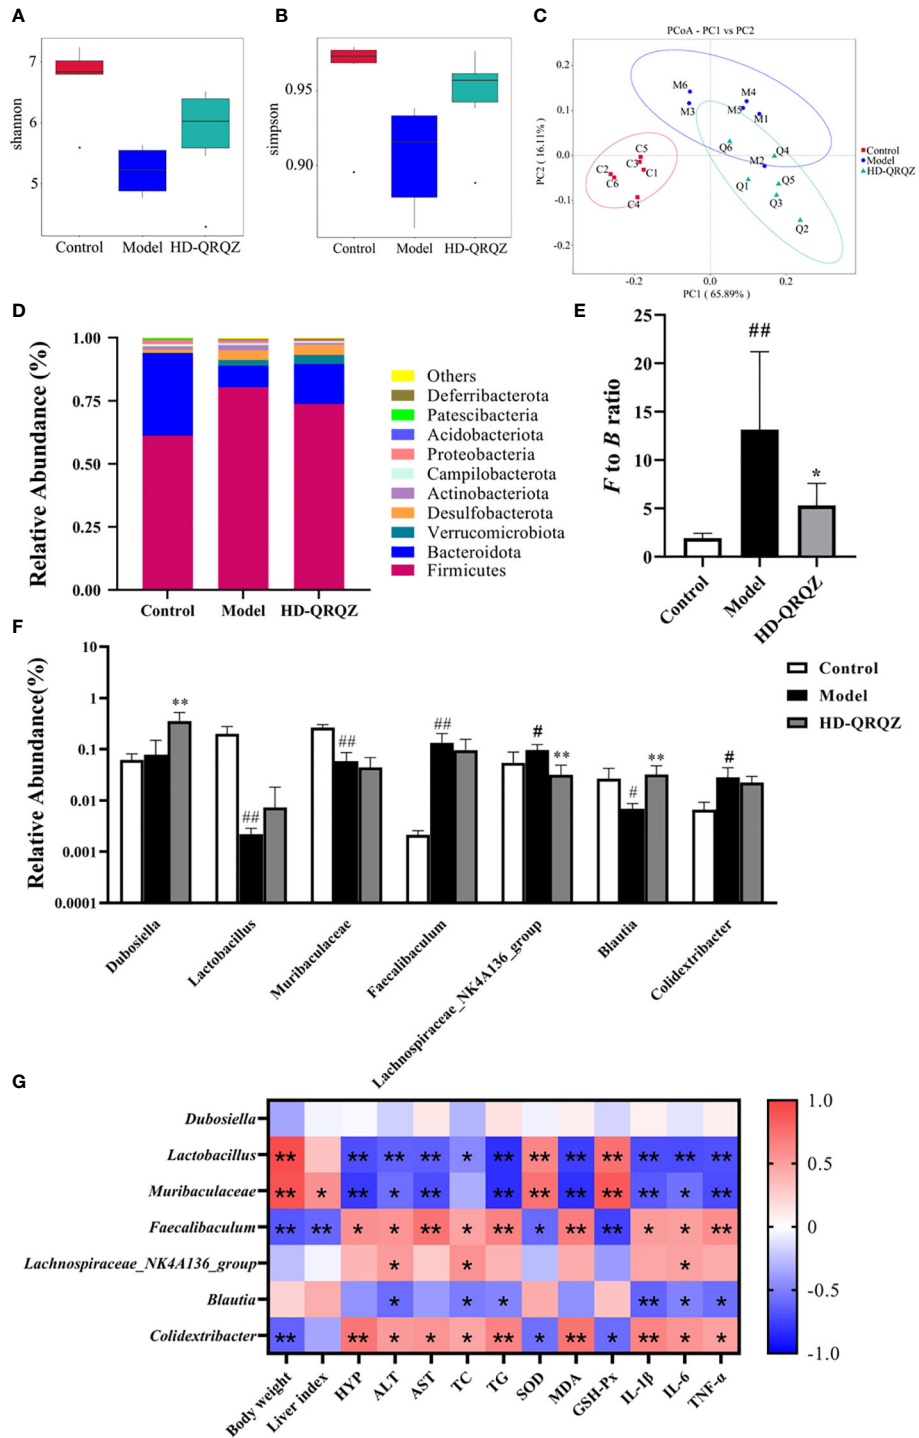 A
shannon
7
6
5
Control Model HD-QRQZ
B
simpson
0.95
0.90
Control Model HD-QRQZ
C
PCoA - PC1 vs PC2
PC2 ( 16.11% )
0.2
0.1
0.0
-0.1
-0.2
M6
M3
M4
M5
M1
Q6
Q4
M2
Q1
Q5
Q3
Q2
C5
C3
C2
C1
C6
C4
-0.2 0.0 0.2
PC1 ( 65.89% )
Control
Model
HD-QRQZ
D
Relative Abundance (%)
1.00
0.75
0.50
0.25
0.00
Control Model HD-QRQZ
Others
Deferribacterota
Patescibacteria
Acidobacteriota
Proteobacteria
Campilobacterota
Actinobacteriota
Desulfobacterota
Verrucomicrobiota
Bacteroidota
Firmicutes
E
F to B ratio
25
20
15
10
5
0
##
*
Control
Model
HD-QRQZ
F
Relative Abundance(%)
10
1
0.1
0.01
0.001
0.0001
**
##
##
##
#
**
#
**
#
Control
Model
HD-QRQZ
Dubosiella
Lactobacillus
Muribaculaceae
Faecalibaculum
Lachnospiraceae_NK4A136_group
Blautia
Colidextribacter
G
Dubosiella
Lactobacillus ** ** ** ** * ** ** ** ** ** ** **
Muribaculaceae ** * ** * ** ** ** ** ** ** * **
Faecalibaculum ** ** * * ** * ** * ** ** * * **
Lachnospiraceae_NK4A136_group * * *
Blautia * * * ** * *
Colidextribacter ** ** * * * ** * ** * ** * *
Body weight
Liver index
HYP
ALT
AST
TC
TG
SOD
MDA
GSH-Px
IL-1β
IL-6
TNF-α
1.0
0.5
0
-0.5
-1.0